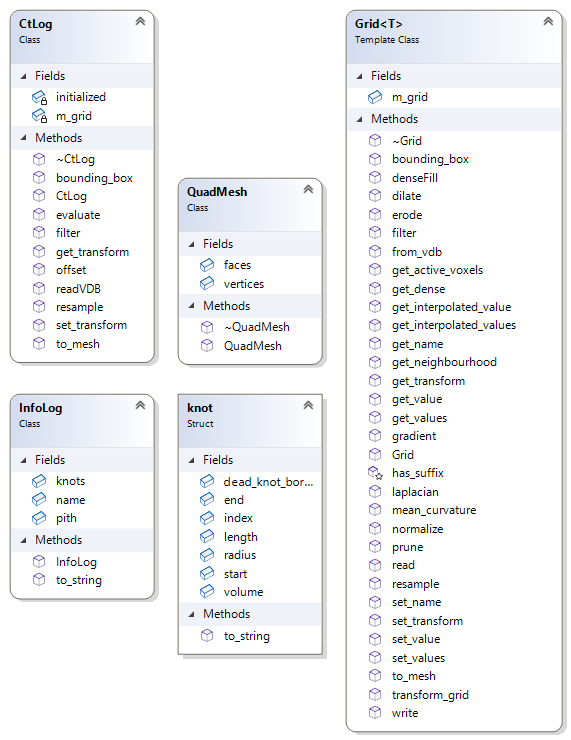 CtLog
Class
Fields
initialized
m_grid
Methods
~CtLog
bounding_box
CtLog
evaluate
filter
get_transform
offset
readVDB
resample
set_transform
to_mesh
QuadMesh
Class
Fields
faces
vertices
Methods
~QuadMesh
QuadMesh
Grid<T>
Template Class
Fields
m_grid
Methods
~Grid
bounding_box
denseFill
dilate
erode
filter
from_vdb
get_active_voxels
get_dense
get_interpolated_value
get_interpolated_values
get_name
get_neighbourhood
get_transform
get_value
get_values
gradient
Grid
has_suffix
laplacian
mean_curvature
normalize
prune
read
resample
set_name
set_transform
set_value
set_values
to_mesh
transform_grid
write
InfoLog
Class
Fields
knots
name
pith
Methods
InfoLog
to_string
knot
Struct
Fields
dead_knot_bor...
end
index
length
radius
start
volume
Methods
to_string